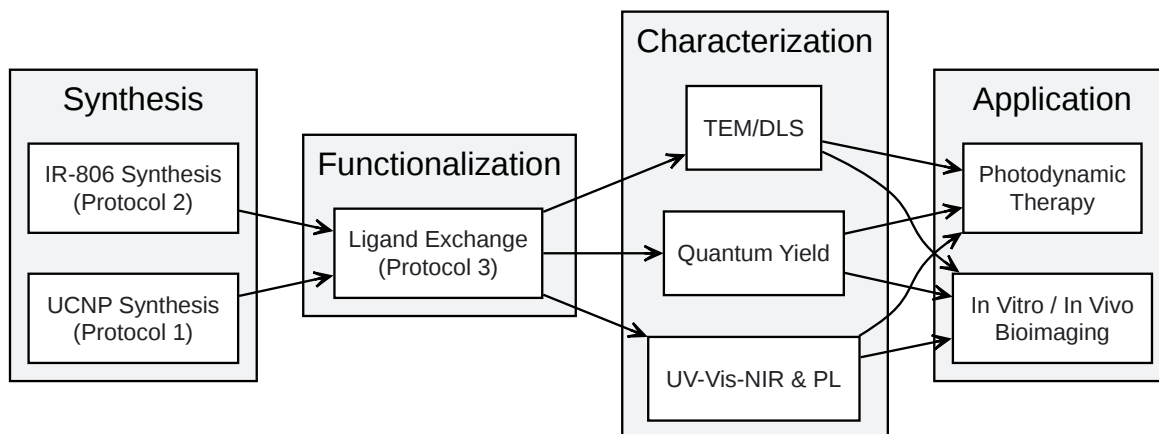 Synthesis
IR-806 Synthesis
(Protocol 2)
UCNP Synthesis
(Protocol 1)
Functionalization
Ligand Exchange
(Protocol 3)
Characterization
TEM/DLS
Quantum Yield
UV-Vis-NIR & PL
Application
Photodynamic
Therapy
In Vitro / In Vivo
Bioimaging